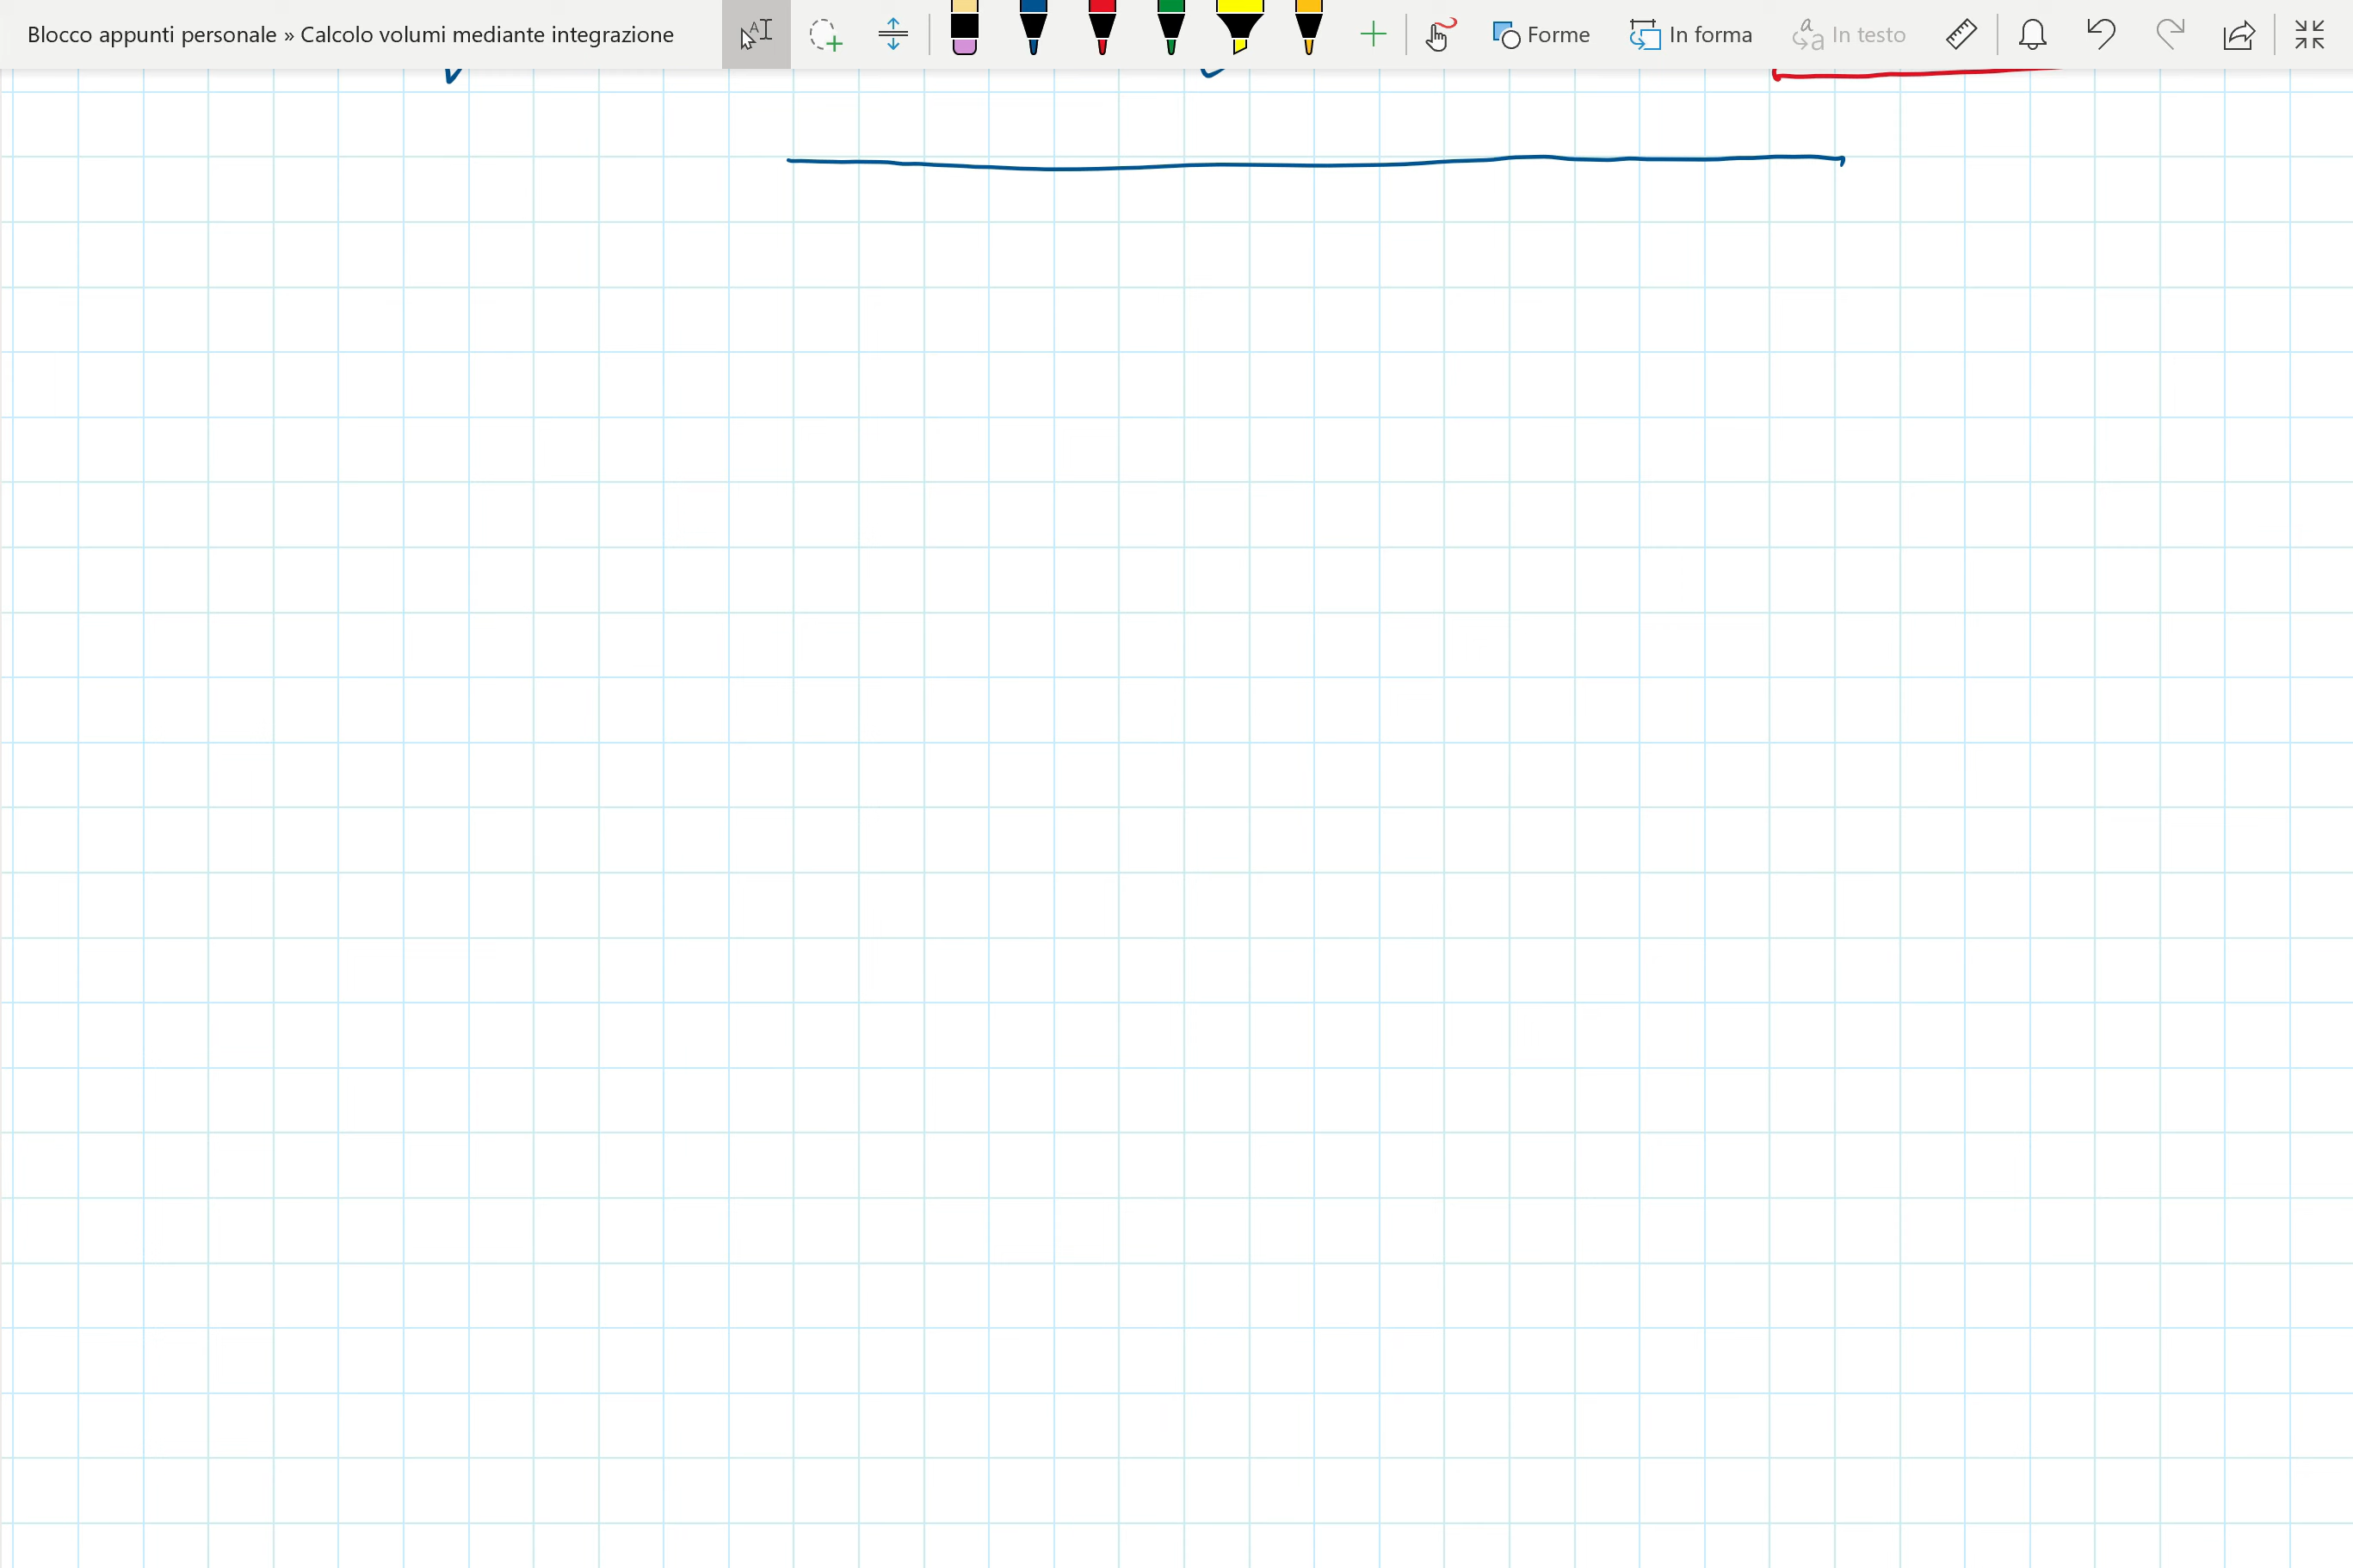 Blocco appunti personale » Calcolo volumi mediante integrazione Forme In forma In testo